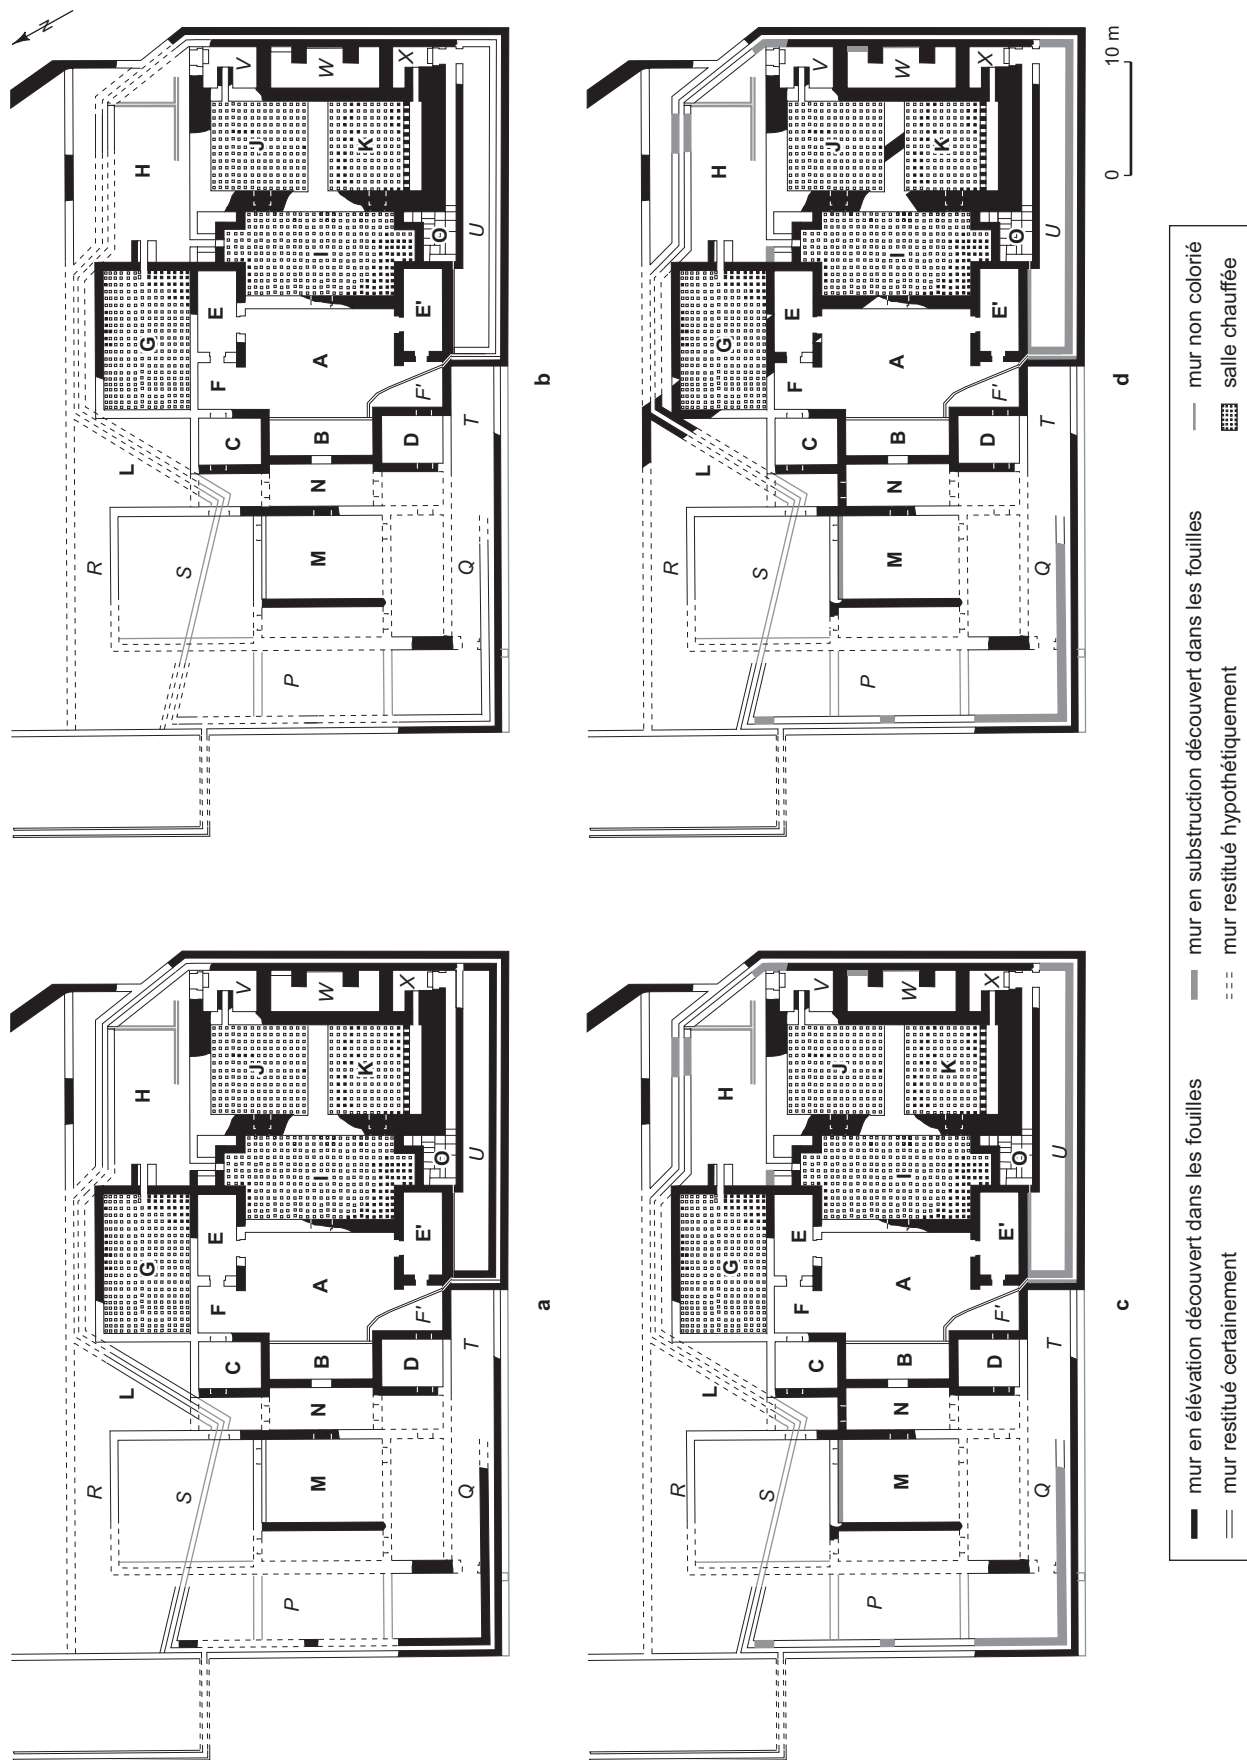 N
H
L
R
G
E
F
C
S
V
J
W
I
A
B
N
M
P
K
X
O
E'
F'
D
U
T
Q
a
N
H
L
R
G
E
F
C
S
V
J
W
I
A
B
N
M
P
K
X
O
E'
F'
D
U
T
Q
b
H
L
R
G
E
F
C
S
V
J
W
I
A
B
N
M
P
K
X
O
E'
F'
D
U
T
Q
c
H
L
R
G
E
F
C
S
V
J
W
I
A
B
N
M
P
K
X
O
E'
F'
D
U
T
Q
d
0 10 m
mur en élévation découvert dans les fouilles
mur en substruction découvert dans les fouilles
mur non colorié
mur restitué certainement
mur restitué hypothétiquement
salle chauffée